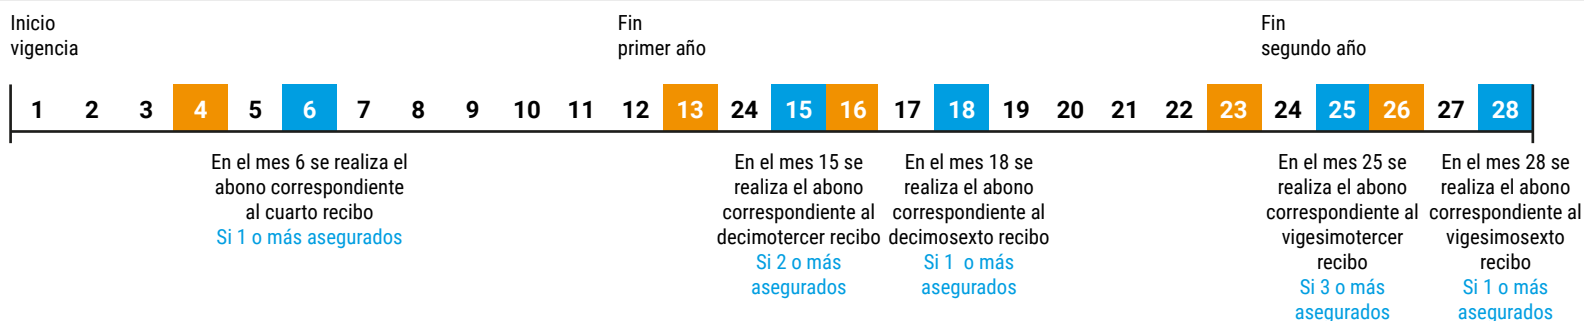 Inicio
vigencia
Fin
primer año
Fin
segundo año
1 2 3 4 5 6 7 8 9 10 11 12 13 24 15 16 17 18 19 20 21 22 23 24 25 26 27 28
En el mes 6 se realiza el
abono correspondiente
al cuarto recibo
Si 1 o más asegurados
En el mes 15 se
realiza el abono
correspondiente al
decimotercer recibo
Si 2 o más
asegurados
En el mes 18 se
realiza el abono
correspondiente al
decimosexto recibo
Si 1 o más
asegurados
En el mes 25 se
realiza el abono
correspondiente al
vigesimotercer
recibo
Si 3 o más
asegurados
En el mes 28 se
realiza el abono
correspondiente al
vigesimosexto
recibo
Si 1 o más
asegurados